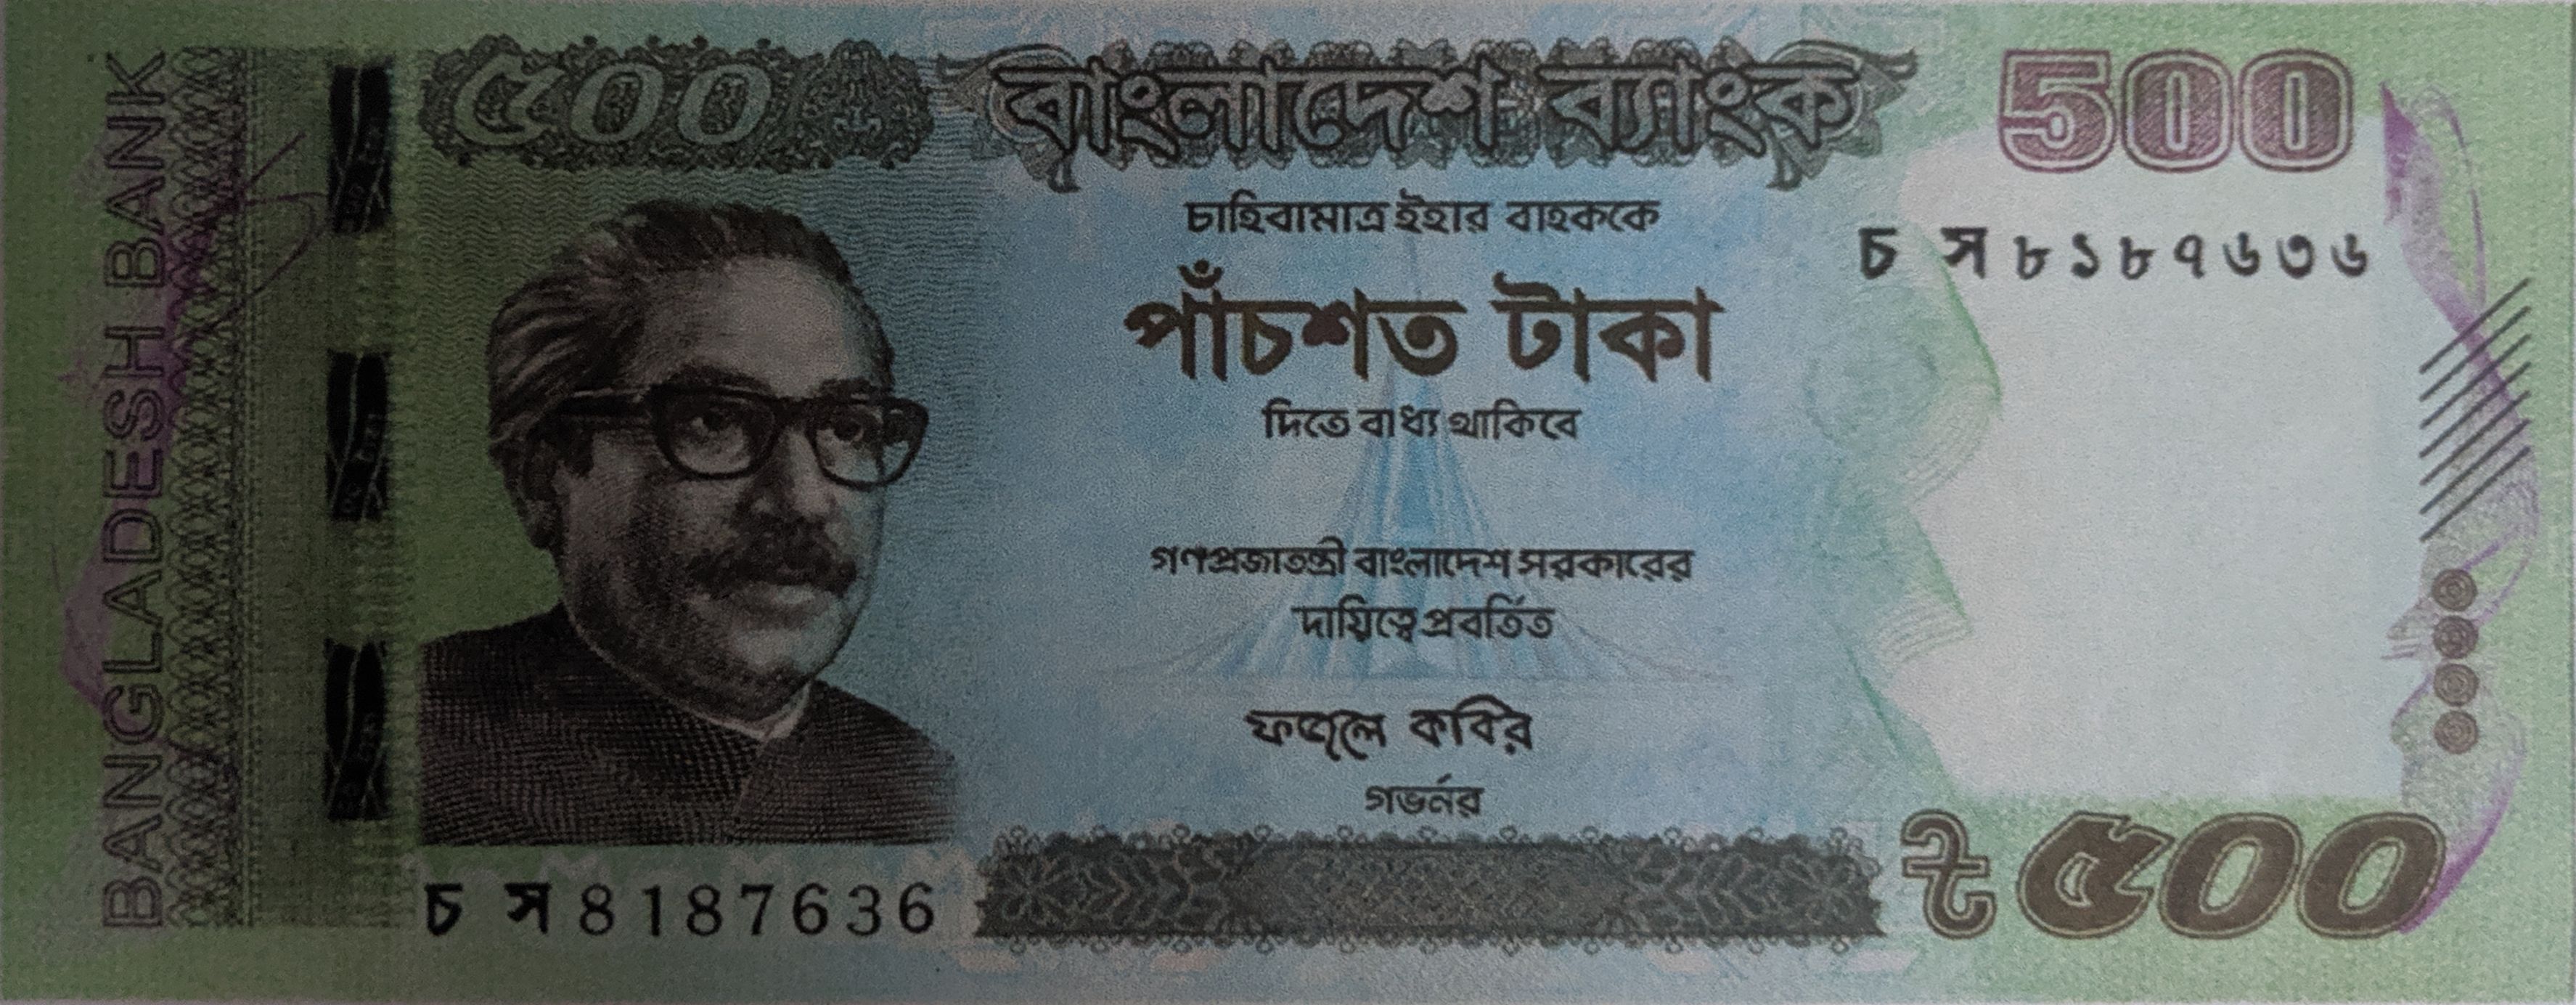 BANGLADESH BANK
৫০০
বাংলাদেশ ব্যাংক
500
চাহিবামাত্র ইহার বাহককে
চ স ৮১৮৭৬৩৬
পাঁচশত টাকা
দিতে বাধ্য থাকিবে
গণপ্রজাতন্ত্রী বাংলাদেশ সরকারের
দায়িত্বে প্রবর্তিত
ফজলে কবির
গভর্নর
চ স 8187636
৳ ৫০০